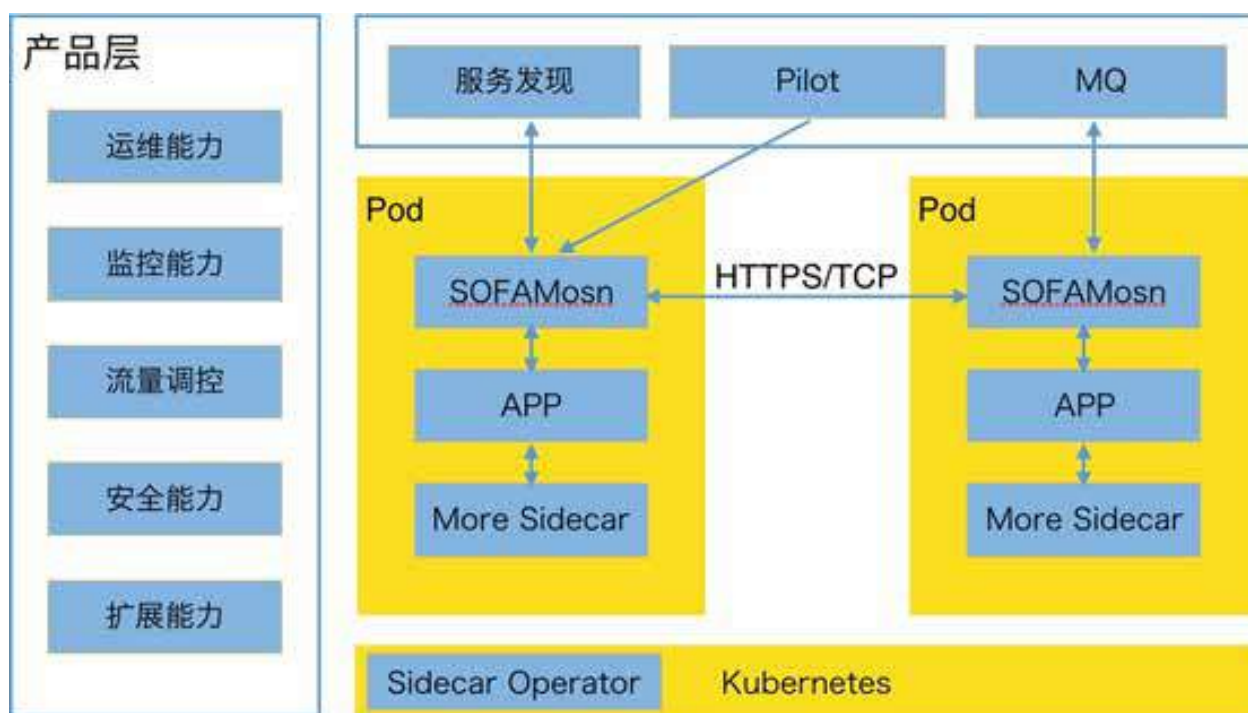 产品层
运维能力
监控能力
流量调控
安全能力
扩展能力
服务发现
Pilot
MQ
Pod
SOFAMosn
APP
More Sidecar
HTTPS/TCP
Pod
SOFAMosn
APP
More Sidecar
Sidecar Operator
Kubernetes